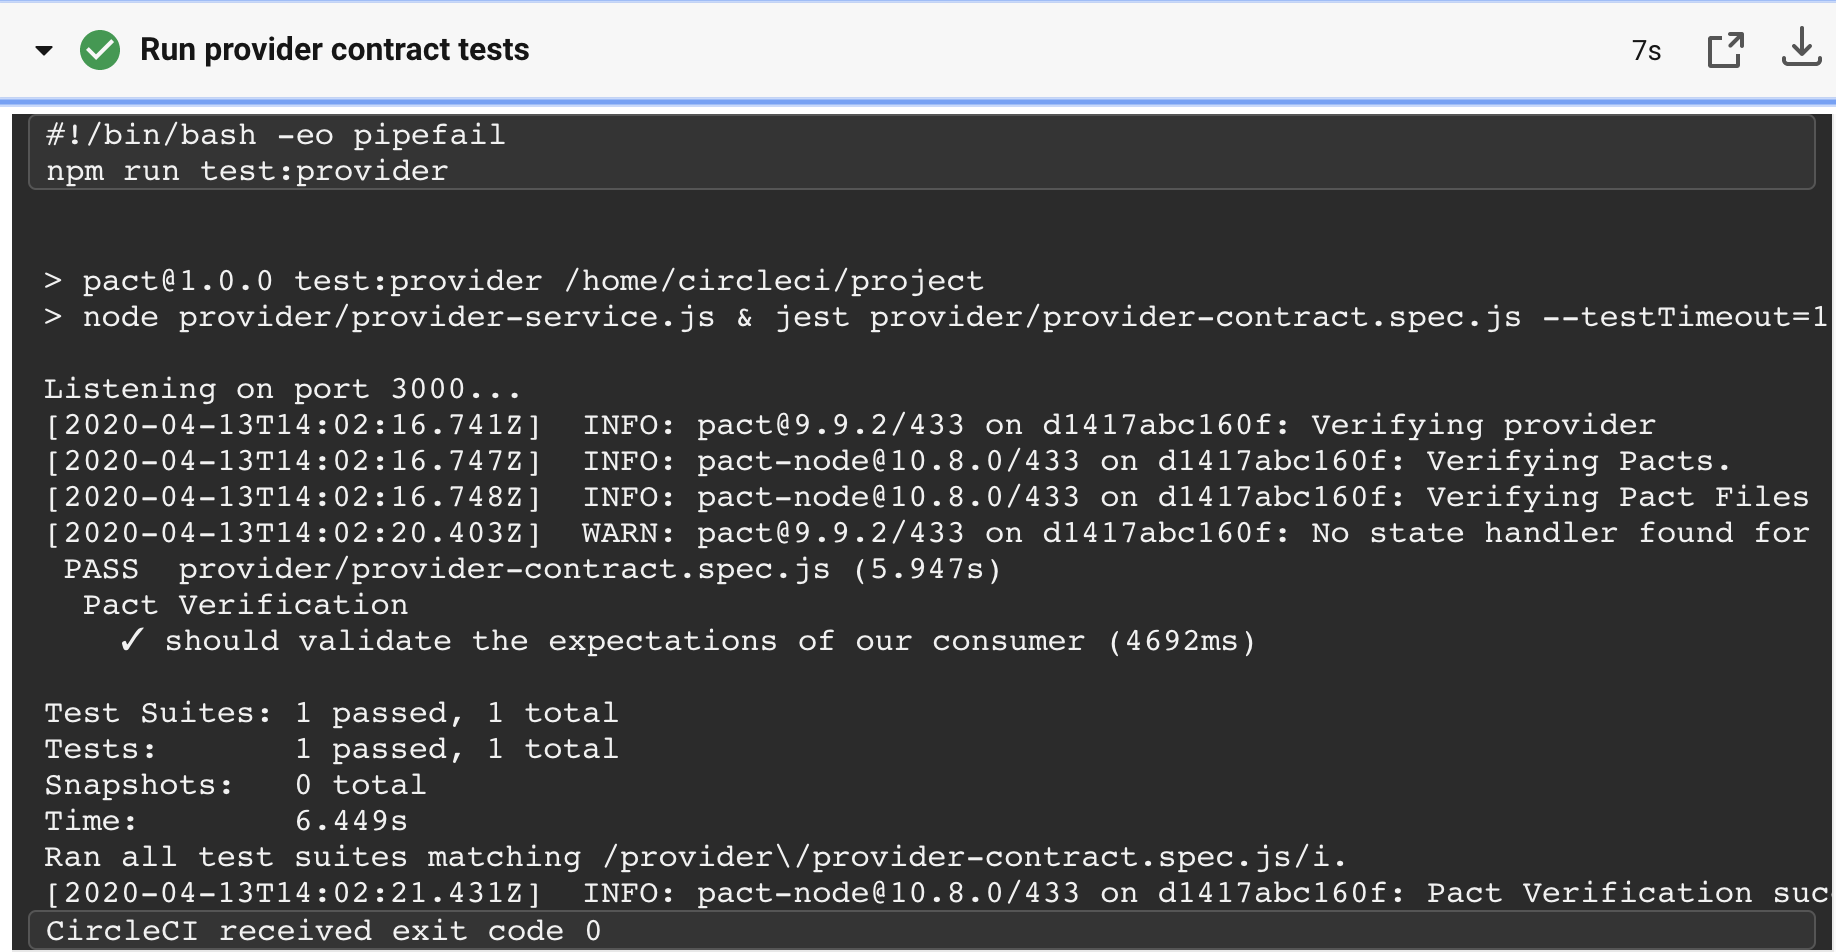 Run provider contract tests
7s
#!/bin/bash -eo pipefail
npm run test:provider
> pact@1.0.0 test:provider /home/circleci/project
> node provider/provider-service.js & jest provider/provider-contract.spec.js --testTimeout=1
Listening on port 3000...
[2020-04-13T14:02:16.741Z]  INFO: pact@9.9.2/433 on d1417abc160f: Verifying provider
[2020-04-13T14:02:16.747Z]  INFO: pact-node@10.8.0/433 on d1417abc160f: Verifying Pacts.
[2020-04-13T14:02:16.748Z]  INFO: pact-node@10.8.0/433 on d1417abc160f: Verifying Pact Files
[2020-04-13T14:02:20.403Z]  WARN: pact@9.9.2/433 on d1417abc160f: No state handler found for
PASS  provider/provider-contract.spec.js (5.947s)
Pact Verification
✓ should validate the expectations of our consumer (4692ms)
Test Suites: 1 passed, 1 total
Tests:       1 passed, 1 total
Snapshots:   0 total
Time:        6.449s
Ran all test suites matching /provider\/provider-contract.spec.js/i.
[2020-04-13T14:02:21.431Z]  INFO: pact-node@10.8.0/433 on d1417abc160f: Pact Verification suc
CircleCI received exit code 0